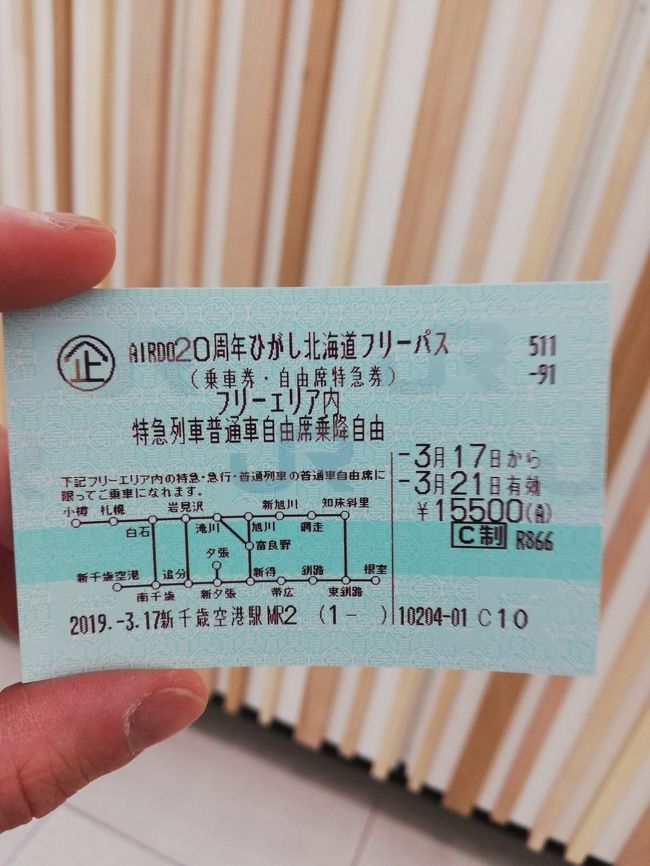 企 AIRDO20周年ひがし北海道フリーパス 511
(乗車券・自由席特急券) -91
フリーエリア内
特急列車普通車自由席乗降自由
-3月17日から
-3月21日有効
¥15500
C制 R866
下記フリーエリア内の特急・急行・普通列車の普通車自由席に
限ってご乗車になれます。
小樽 札幌 岩見沢 新旭川 知床斜里
白石 滝川 旭川 網走
夕張 富良野
新千歳空港 追分 新得 釧路 根室
南千歳 新夕張 帯広 東釧路
2019.-3.17新千歳空港駅MR2 (1- ) 10204-01 C10